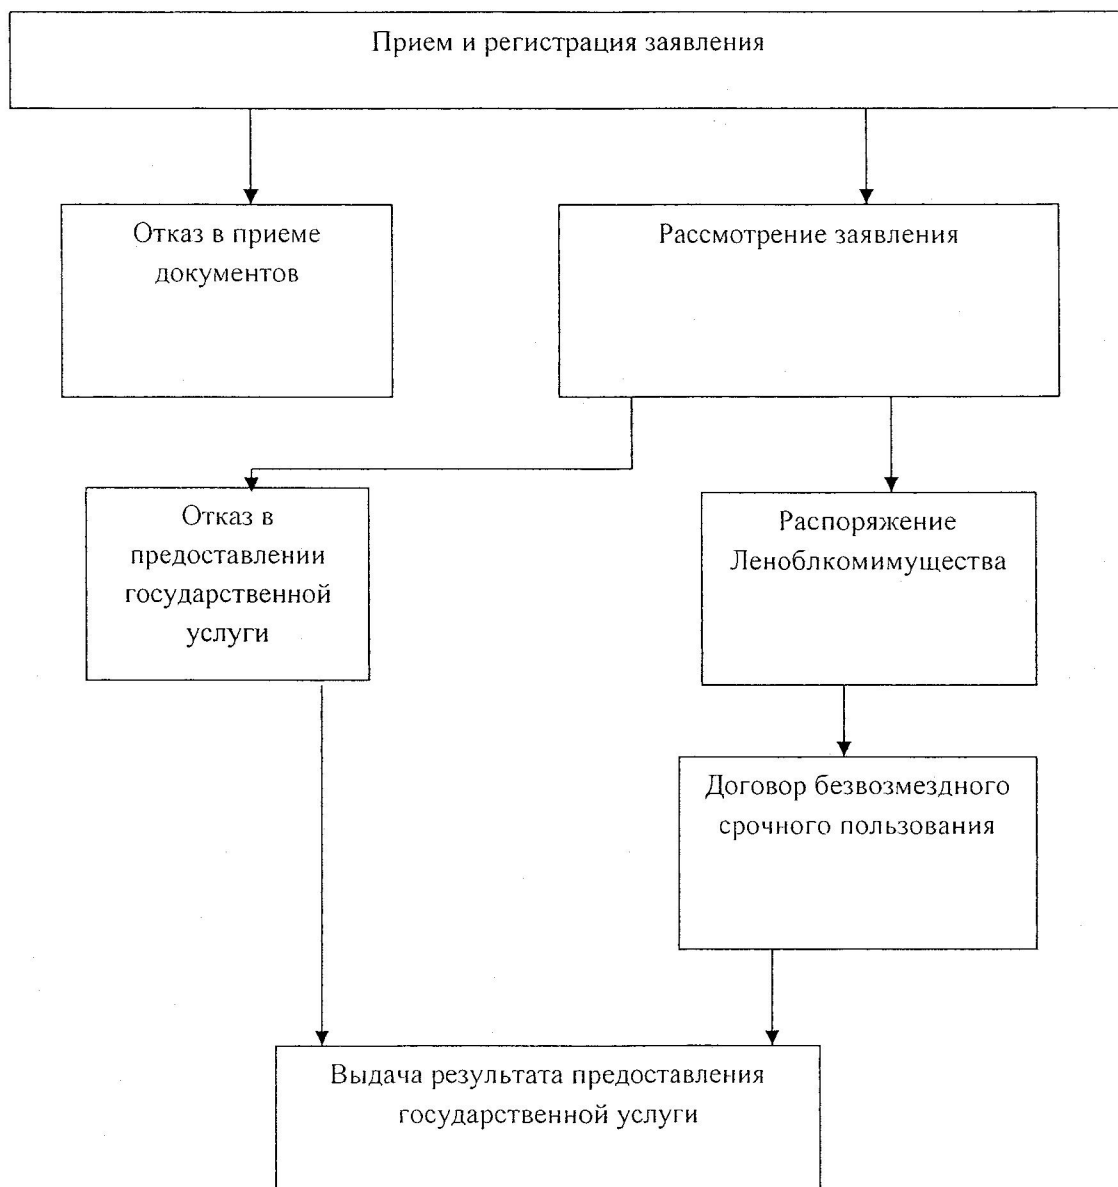 Прием и регистрация заявления
Отказ в приеме
документов
Рассмотрение заявления
Отказ в
предоставлении
государственной
услуги
Распоряжение
Леноблкомимущества
Договор безвозмездного
срочного пользования
Выдача результата предоставления
государственной услуги